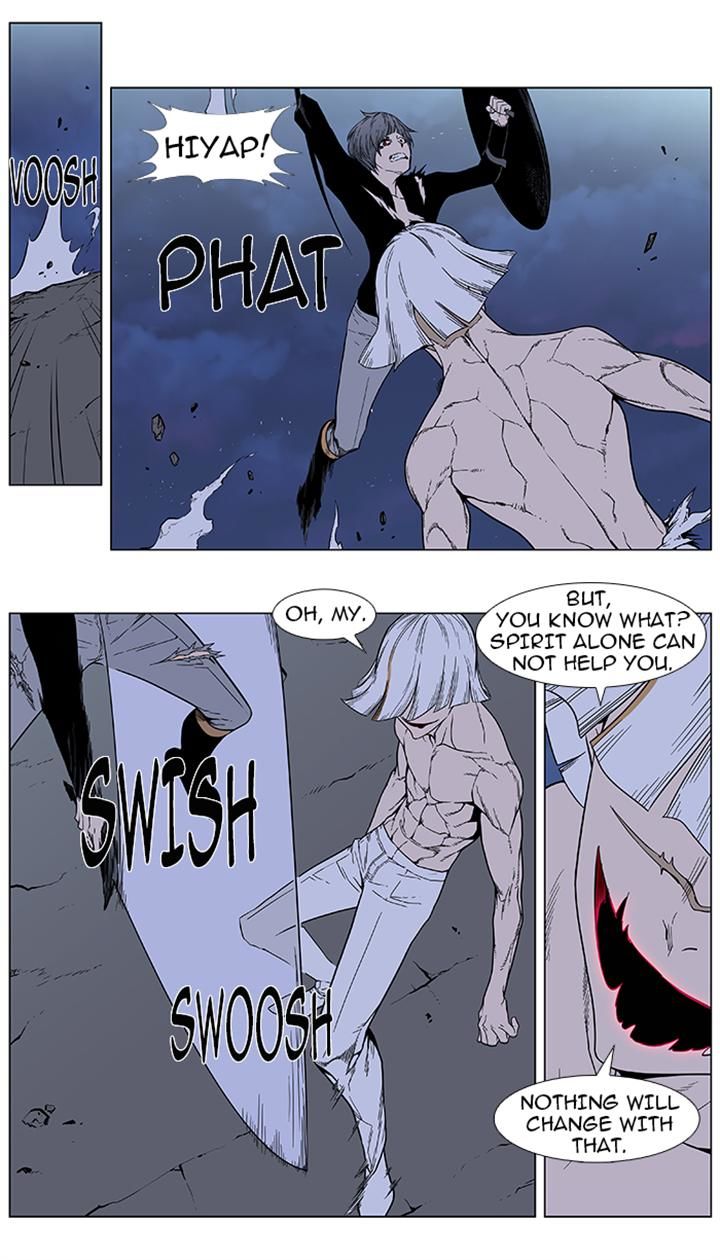 VOOSH
HIYAP!
PHAT
OH, MY.
SWISH
SWOOSH
BUT,
YOU KNOW WHAT?
SPIRIT ALONE CAN
NOT HELP YOU.
NOTHING WILL
CHANGE WITH
THAT.